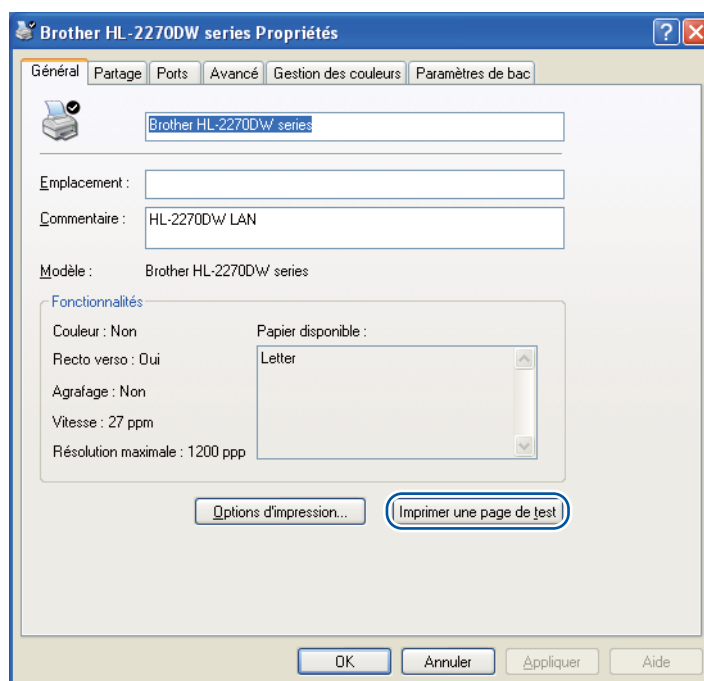 Brother HL-2270DW series Propriétés
Général Partage Ports Avancé Gestion des couleurs Paramètres de bac
Brother HL-2270DW series
Emplacement :
Commentaire : HL-2270DW LAN
Modèle : Brother HL-2270DW series
Fonctionnalités
Couleur : Non Papier disponible :
Recto verso : Oui Letter
Agrafage : Non
Vitesse : 27 ppm
Résolution maximale : 1200 ppp
Options d'impression... Imprimer une page de test
OK Annuler Appliquer Aide